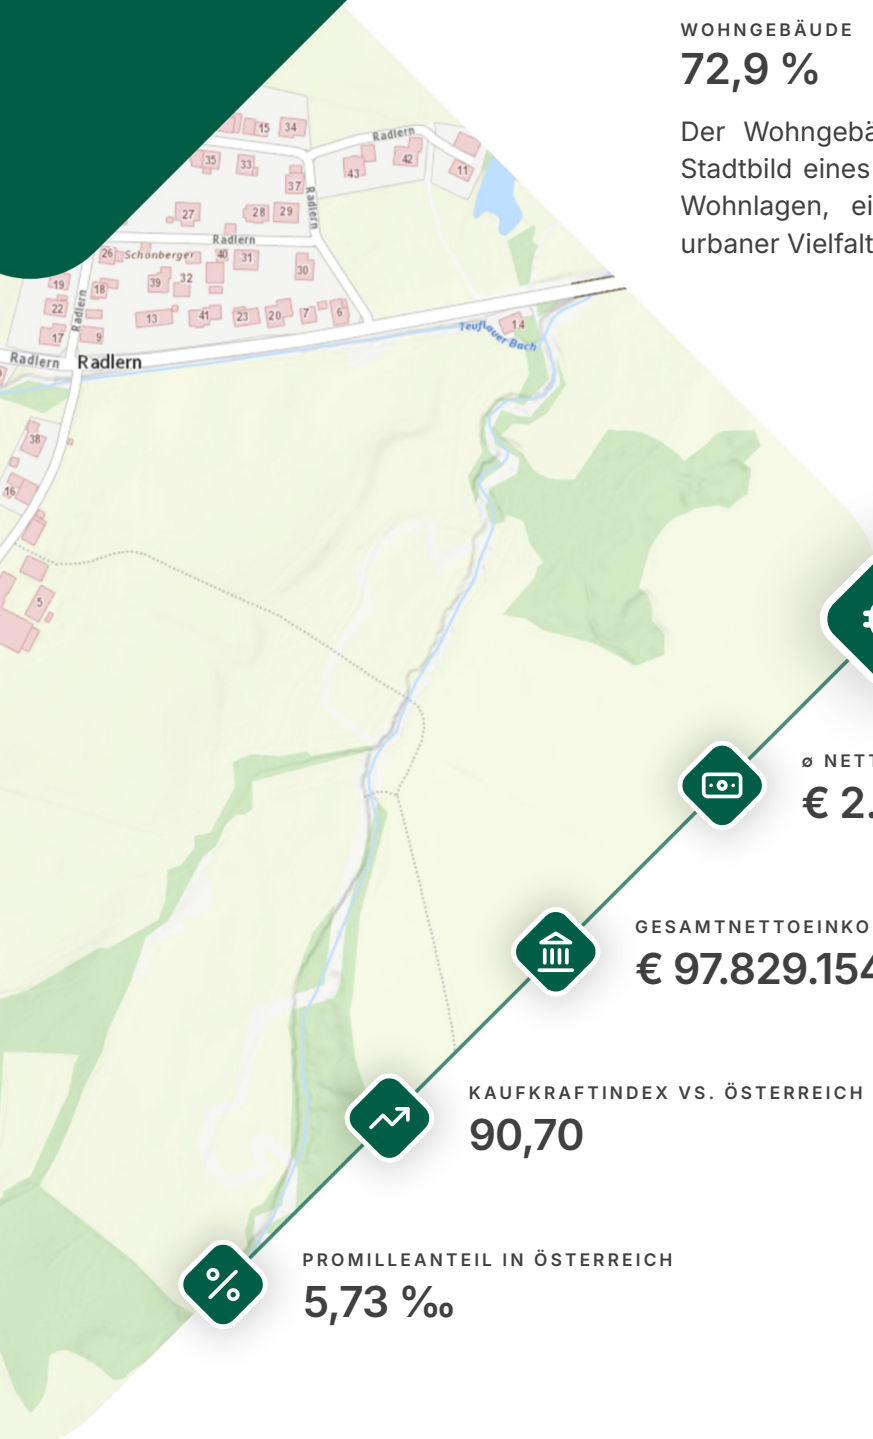 WOHNGEBÄUDE
72,9 %
Der Wohngebä
Stadtbild eines
Wohnlagen, ei
urbaner Vielfalt
15 34
Radlern
35 33
43 42 11
37
Radlern
27 28 29
Radlern
26 Schönberger 40 31
39 32 30
19 18
22 13 41 23 20 7 6
Radlern
17 9
14
Teuflauer Bach
Radlern Radlern
38
16
5
ø NETT
€ 2.
GESAMTNETTOEINKO
€ 97.829.154
KAUFKRAFTINDEX VS. ÖSTERREICH
90,70
PROMILLEANTEIL IN ÖSTERREICH
5,73 ‰